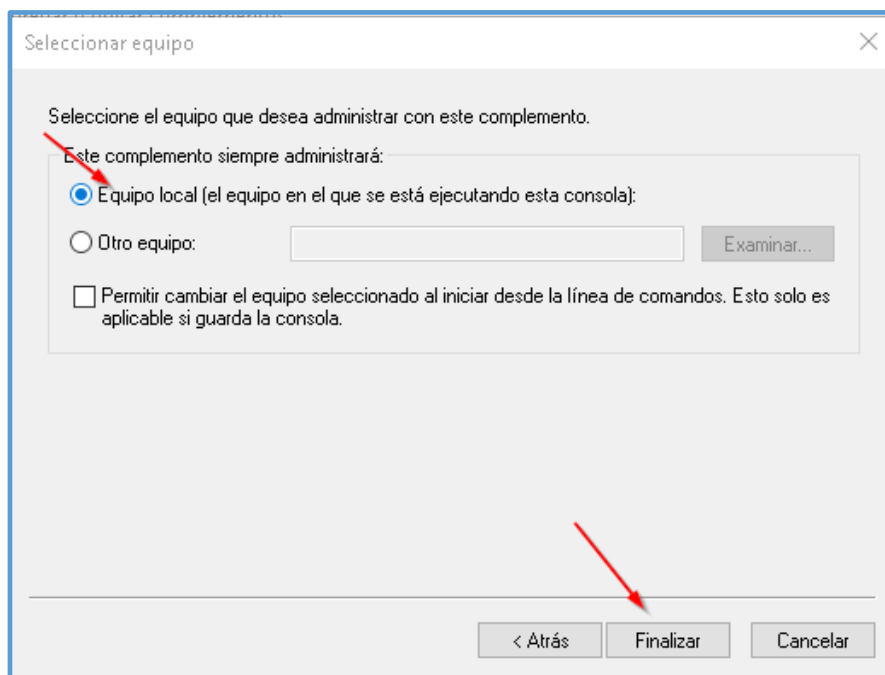 Seleccionar equipo
Seleccione el equipo que desea administrar con este complemento.
Este complemento siempre administrará:
Equipo local (el equipo en el que se está ejecutando esta consola):
Otro equipo:
Examinar...
Permitir cambiar el equipo seleccionado al iniciar desde la línea de comandos. Esto solo es
aplicable si guarda la consola.
< Atrás
Finalizar
Cancelar